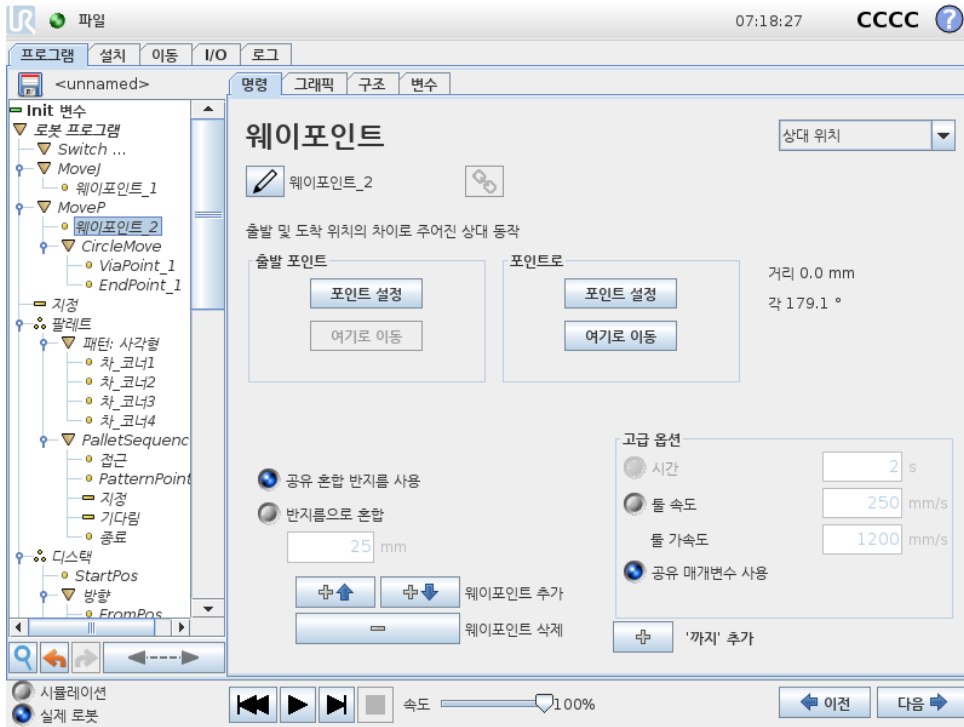 UR 파일 07:18:27 CCCC ?
프로그램 설치 이동 I/O 로그
<unnamed>
명령 그래픽 구조 변수
Init 변수
로봇 프로그램
Switch ...
MoveJ
웨이포인트_1
MoveP
웨이포인트_2
CircleMove
ViaPoint_1
EndPoint_1
지정
팔레트
패턴: 사각형
차_코너1
차_코너2
차_코너3
차_코너4
PalletSequenc
접근
PatternPoint
지정
기다림
종료
디스택
StartPos
방향
FromPos
시뮬레이션
실제 로봇
웨이포인트
상대 위치
웨이포인트_2
출발 및 도착 위치의 차이로 주어진 상대 동작
출발 포인트
포인트 설정
여기로 이동
포인트로
포인트 설정
여기로 이동
거리 0.0 mm
각 179.1 °
공유 혼합 반지름 사용
반지름으로 혼합
25 mm
웨이포인트 추가
웨이포인트 삭제
고급 옵션
시간 2 s
툴 속도 250 mm/s
툴 가속도 1200 mm/s
공유 매개변수 사용
'까지' 추가
속도 100%
이전
다음